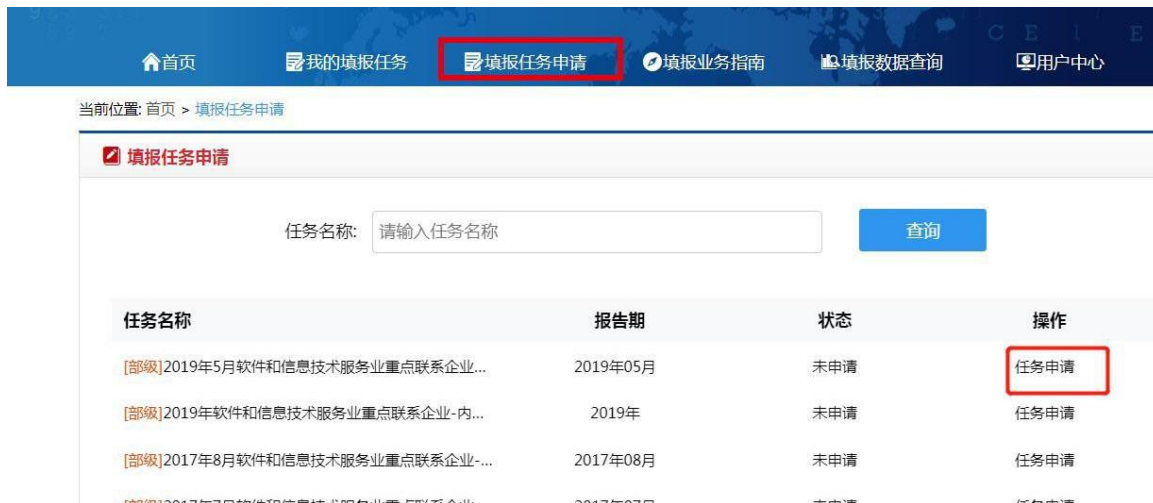 首页 我的填报任务 填报任务申请 填报业务指南 填报数据查询 用户中心
当前位置: 首页 > 填报任务申请
填报任务申请
任务名称: 请输入任务名称 查询
任务名称 报告期 状态 操作
[部级]2019年5月软件和信息技术服务业重点联系企业... 2019年05月 未申请 任务申请
[部级]2019年软件和信息技术服务业重点联系企业-内... 2019年 未申请 任务申请
[部级]2017年8月软件和信息技术服务业重点联系企业-... 2017年08月 未申请 任务申请